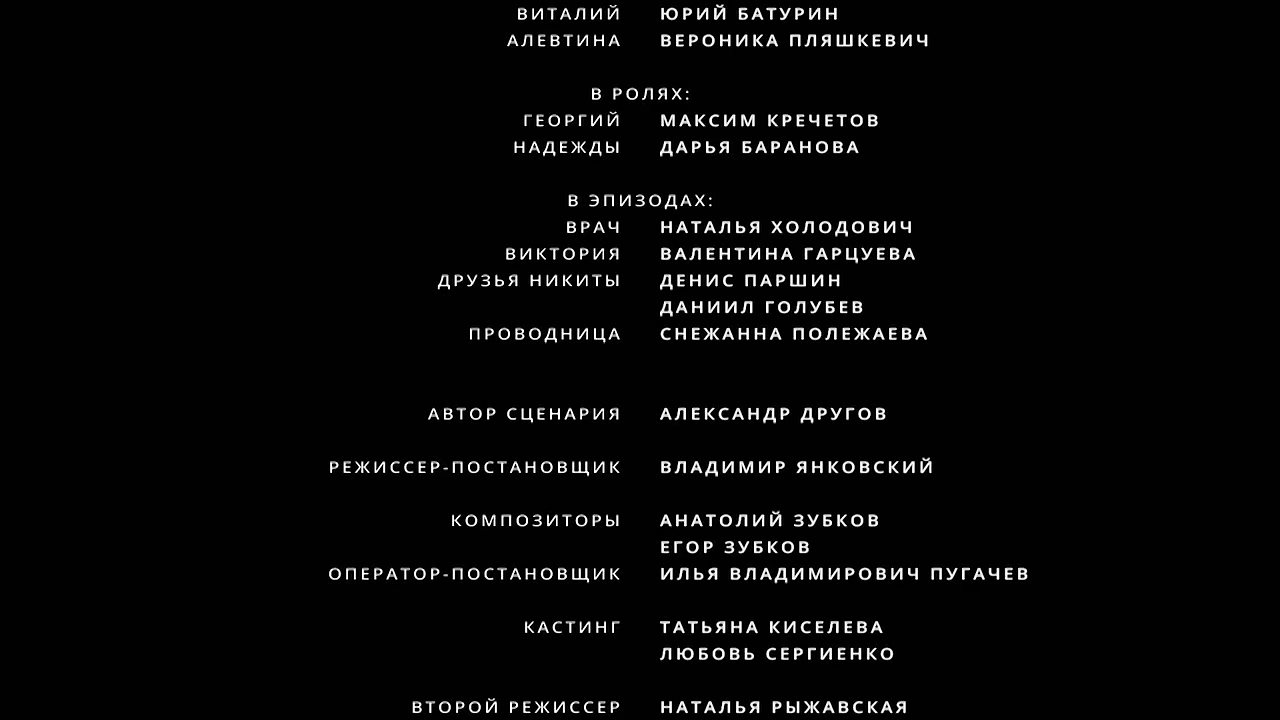 ВИТАЛИЙ ЮРИЙ БАТУРИН
АЛЕВТИНА ВЕРОНИКА ПЛЯШКЕВИЧ
В РОЛЯХ:
ГЕОРГИЙ МАКСИМ КРЕЧЕТОВ
НАДЕЖДЫ ДАРЬЯ БАРАНОВА
В ЭПИЗОДАХ:
ВРАЧ НАТАЛЬЯ ХОЛОДОВИЧ
ВИКТОРИЯ ВАЛЕНТИНА ГАРЦУЕВА
ДРУЗЬЯ НИКИТЫ ДЕНИС ПАРШИН
ДАНИИЛ ГОЛУБЕВ
ПРОВОДНИЦА СНЕЖАННА ПОЛЕЖАЕВА
АВТОР СЦЕНАРИЯ АЛЕКСАНДР ДРУГОВ
РЕЖИССЕР-ПОСТАНОВЩИК ВЛАДИМИР ЯНКОВСКИЙ
КОМПОЗИТОРЫ АНАТОЛИЙ ЗУБКОВ
ЕГОР ЗУБКОВ
ОПЕРАТОР-ПОСТАНОВЩИК ИЛЬЯ ВЛАДИМИРОВИЧ ПУГАЧЕВ
КАСТИНГ ТАТЬЯНА КИСЕЛЕВА
ЛЮБОВЬ СЕРГИЕНКО
ВТОРОЙ РЕЖИССЕР НАТАЛЬЯ РЫЖАВСКАЯ